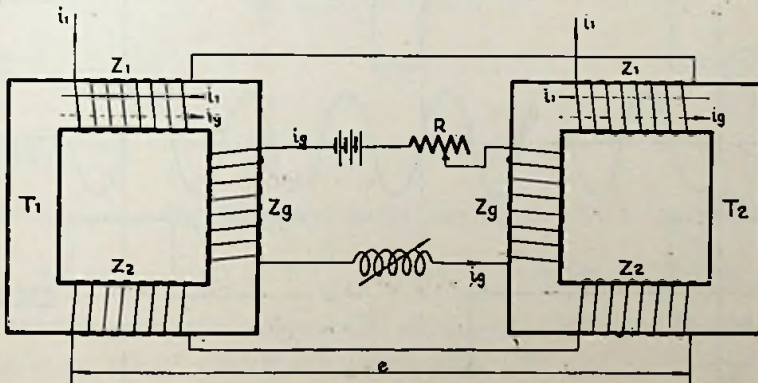 i₁ i₁
Z₁ Z₁
i₁ i₁
ig ig
ig R
T₁ Zg Zg T₂
ig
Z₂ Z₂
e